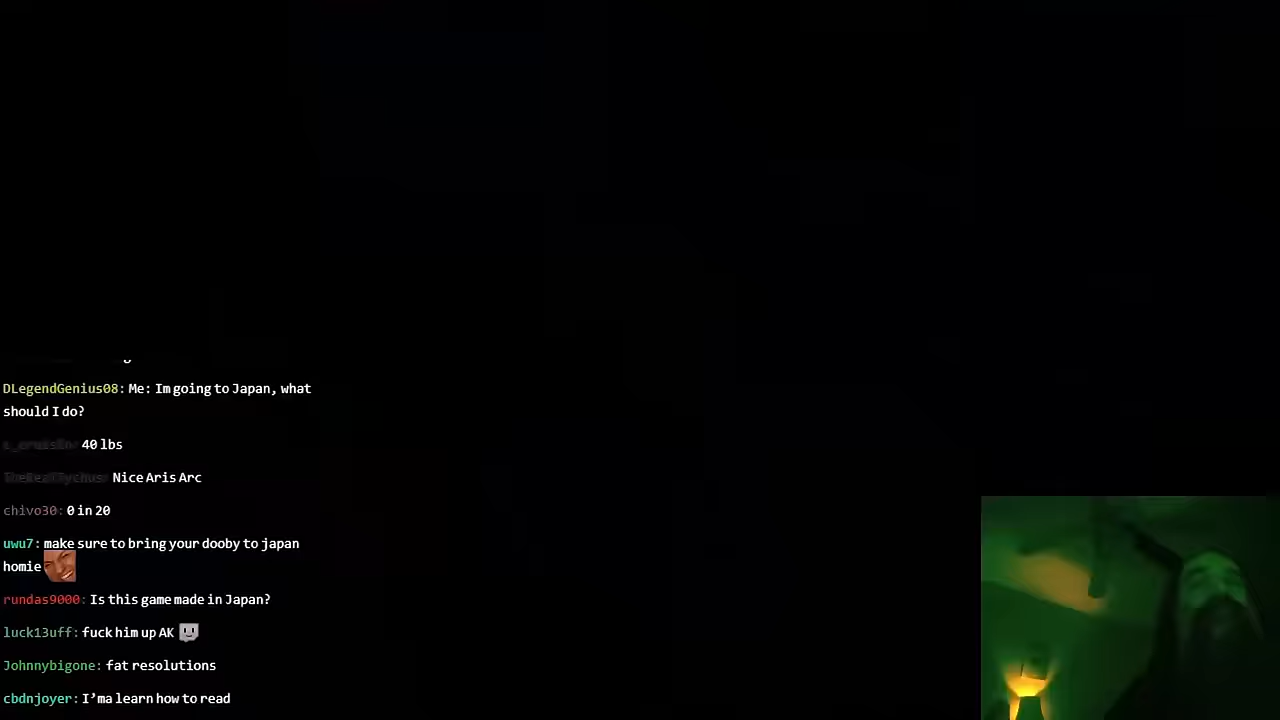 DLegendGenius08: Me: Im going to Japan, what
should I do?
40 lbs
Nice Aris Arc
chivo30: 0 in 20
uwu7: make sure to bring your dooby to japan
homie
rundas9000: Is this game made in Japan?
luck13uff: fuck him up AK
Johnnybigone: fat resolutions
cbdnjoyer: I’ma learn how to read